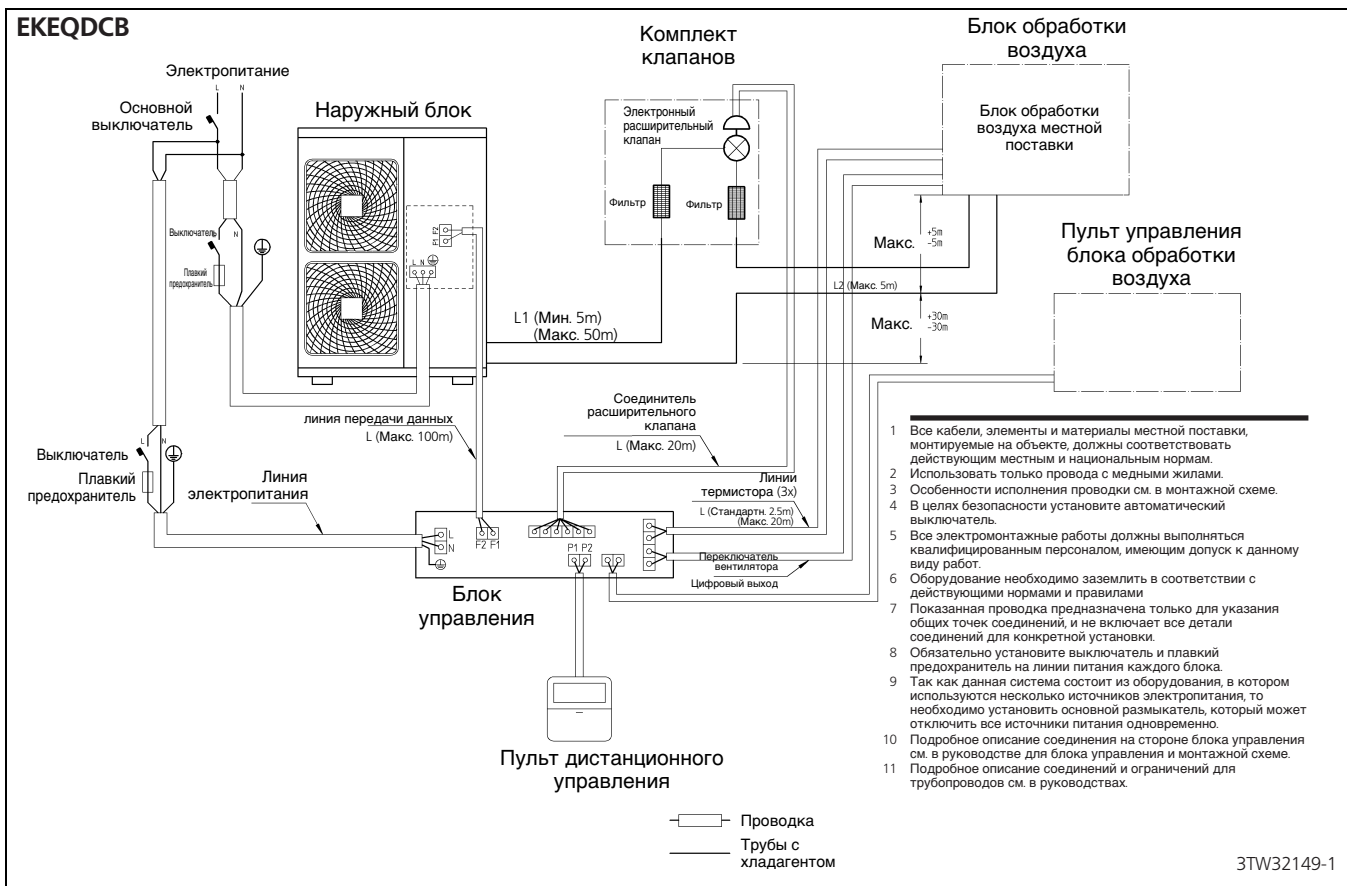 EKEQDCB
Электропитание
L N
Основной
выключатель
Наружный блок
Комплект
клапанов
Блок обработки
воздуха
Электронный
расширительный
клапан
Блок обработки
воздуха местной
поставки
Фильтр
Фильтр
Выключатель
N
Плавкий
предохранитель
P1 F2
L N
Макс. +5m
-5m
L2 (Макс. 5m)
Макс. +30m
-30m
Пульт управления
блока обработки
воздуха
L1 (Мин. 5m)
(Макс. 50m)
линия передачи данных
L (Макс. 100m)
Соединитель
расширительного
клапана
L (Макс. 20m)
L N
Выключатель
Плавкий
предохранитель
Линия
электропитания
Линии
термистора (3x)
L (Стандартн. 2.5m)
(Макс. 20m)
L
N
F2 F1
P1 P2
Переключатель
вентилятора
Цифровый выход
Блок
управления
Пульт дистанционного
управления
1 Все кабели, элементы и материалы местной поставки,
монтируемые на объекте, должны соответствовать
действующим местным и национальным нормам.
2 Использовать только провода с медными жилами.
3 Особенности исполнения проводки см. в монтажной схеме.
4 В целях безопасности установите автоматический
выключатель.
5 Все электромонтажные работы должны выполняться
квалифицированным персоналом, имеющим допуск к данному
виду работ.
6 Оборудование необходимо заземлить в соответствии с
действующими нормами и правилами
7 Показанная проводка предназначена только для указания
общих точек соединений, и не включает все детали
соединений для конкретной установки.
8 Обязательно установите выключатель и плавкий
предохранитель на линии питания каждого блока.
9 Так как данная система состоит из оборудования, в котором
используются несколько источников электропитания, то
необходимо установить основной размыкатель, который может
отключить все источники питания одновременно.
10 Подробное описание соединения на стороне блока управления
см. в руководстве для блока управления и монтажной схеме.
11 Подробное описание соединений и ограничений для
трубопроводов см. в руководствах.
Проводка
Трубы с
хладагентом
3TW32149-1